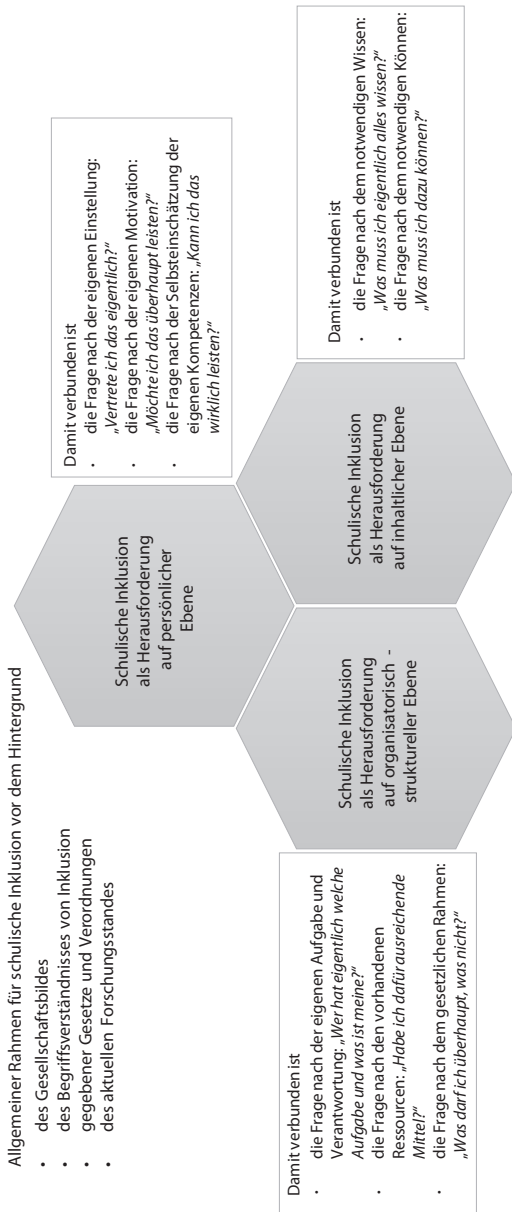 Allgemeiner Rahmen für schulische Inklusion vor dem Hintergrund
• des Gesellschaftsbildes
• des Begriffsverständnisses von Inklusion
• gegebener Gesetze und Verordnungen
• des aktuellen Forschungsstandes
Schulische Inklusion
als Herausforderung
auf persönlicher
Ebene
Damit verbunden ist
• die Frage nach der eigenen Einstellung:
„Vertrete ich das eigentlich?“
• die Frage nach der eigenen Motivation:
„Möchte ich das überhaupt leisten?“
• die Frage nach der Selbsteinschätzung der
eigenen Kompetenzen: „Kann ich das
wirklich leisten?“
Damit verbunden ist
• die Frage nach der eigenen Aufgabe und
Verantwortung: „Wer hat eigentlich welche
Aufgabe und was ist meine?“
• die Frage nach den vorhandenen
Ressourcen: „Habe ich dafür ausreichende
Mittel?“
• die Frage nach dem gesetzlichen Rahmen:
„Was darf ich überhaupt, was nicht?“
Schulische Inklusion
als Herausforderung
auf organisatorisch -
struktureller Ebene
Schulische Inklusion
als Herausforderung
auf inhaltlicher Ebene
Damit verbunden ist
• die Frage nach dem notwendigen Wissen:
„Was muss ich eigentlich alles wissen?“
• die Frage nach dem notwendigen Können:
„Was muss ich dazu können?“